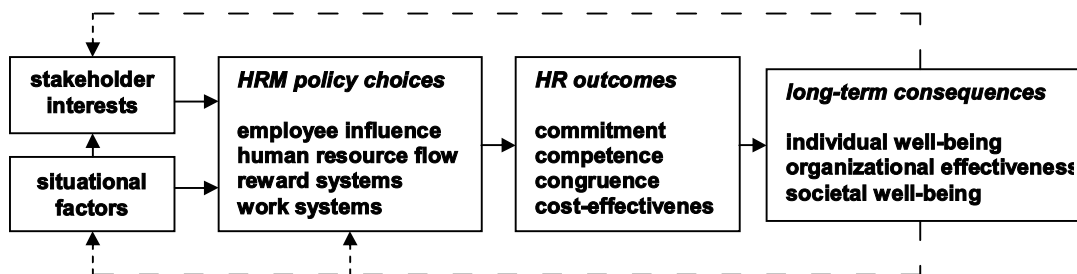 stakeholder
interests
situational
factors
HRM policy choices
employee influence
human resource flow
reward systems
work systems
HR outcomes
commitment
competence
congruence
cost-effectivenes
long-term consequences
individual well-being
organizational effectiveness
societal well-being